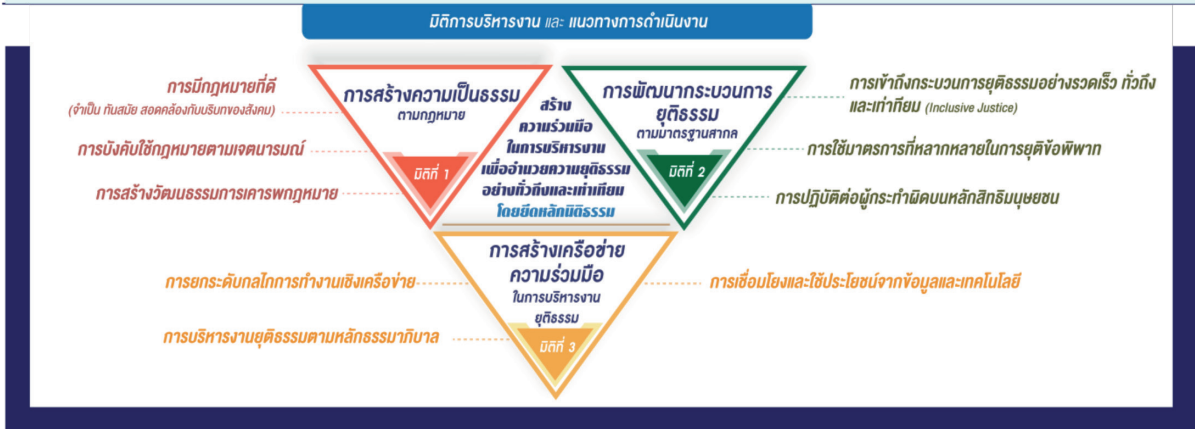 มิติการบริหารงาน และ แนวทางการดำเนินงาน
การมีกฎหมายที่ดี
(จำเป็น ทันสมัย สอดคล้องกับบริบทของสังคม)
การบังคับใช้กฎหมายตามเจตนารมณ์
การสร้างวัฒนธรรมการเคารพกฎหมาย
การสร้างความเป็นธรรม
ตามกฎหมาย
มิติที่ 1
สร้าง
ความร่วมมือ
ในการบริหารงาน
เพื่ออำนวยความยุติธรรม
อย่างทั่วถึงและเท่าเทียม
โดยยึดหลักนิติธรรม
การพัฒนากระบวนการ
ยุติธรรม
ตามมาตรฐานสากล
มิติที่ 2
การเข้าถึงกระบวนการยุติธรรมอย่างรวดเร็ว ทั่วถึง
และเท่าทียม (Inclusive Justice)
การใช้มาตรการที่หลากหลายในการยุติข้อพิพาท
การปฏิบัติต่อผู้กระทำผิดบนหลักสิทธิมนุษยชน
การสร้างเครือข่าย
ความร่วมมือ
ในการบริหารงาน
ยุติธรรม
มิติที่ 3
การยกระดับกลไกการทำงานเชิงเครือข่าย
การบริหารงานยุติธรรมตามหลักธรรมาภิบาล
การเชื่อมโยงและใช้ประโยชน์จากข้อมูลและเทคโนโลยี